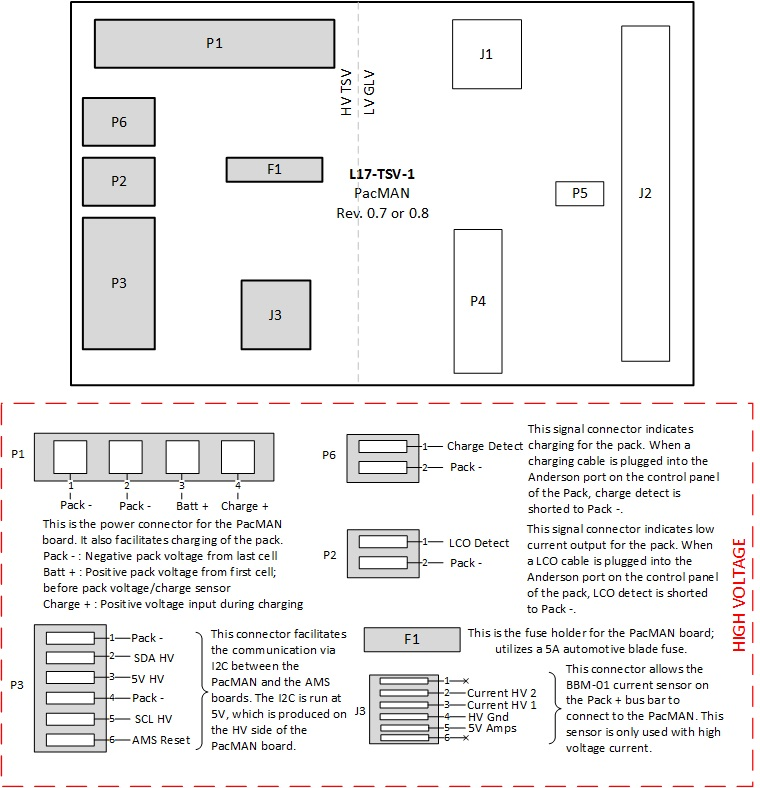 P1
J1
HV TSV
LV GLV
P6
P2
F1
L17-TSV-1
PacMAN
Rev. 0.7 or 0.8
P5
J2
P3
J3
P4
HIGH VOLTAGE
P1
1
2
3
4
Pack -
Pack -
Batt +
Charge +
This is the power connector for the PacMAN
board. It also facilitates charging of the pack.
Pack - : Negative pack voltage from last cell
Batt + : Positive pack voltage from first cell;
before pack voltage/charge sensor
Charge + : Positive voltage input during charging
P6
1 Charge Detect
2 Pack -
This signal connector indicates
charging for the pack. When a
charging cable is plugged into the
Anderson port on the control panel
of the Pack, charge detect is
shorted to Pack -.
P2
1 LCO Detect
2 Pack -
This signal connector indicates low
current output for the pack. When
a LCO cable is plugged into the
Anderson port on the control panel
of the pack, LCO detect is shorted
to Pack -.
P3
1 Pack -
2 SDA HV
3 5V HV
4 Pack -
5 SCL HV
6 AMS Reset
This connector facilitates
the communication via
I2C between the
PacMAN and the AMS
boards. The I2C is run at
5V, which is produced on
the HV side of the
PacMAN board.
F1
This is the fuse holder for the PacMAN board;
utilizes a 5A automotive blade fuse.
J3
1
2 Current HV 2
3 Current HV 1
4 HV Gnd
5 5V Amps
6
This connector allows the
BBM-01 current sensor on
the Pack + bus bar to
connect to the PacMAN. This
sensor is only used with high
voltage current.